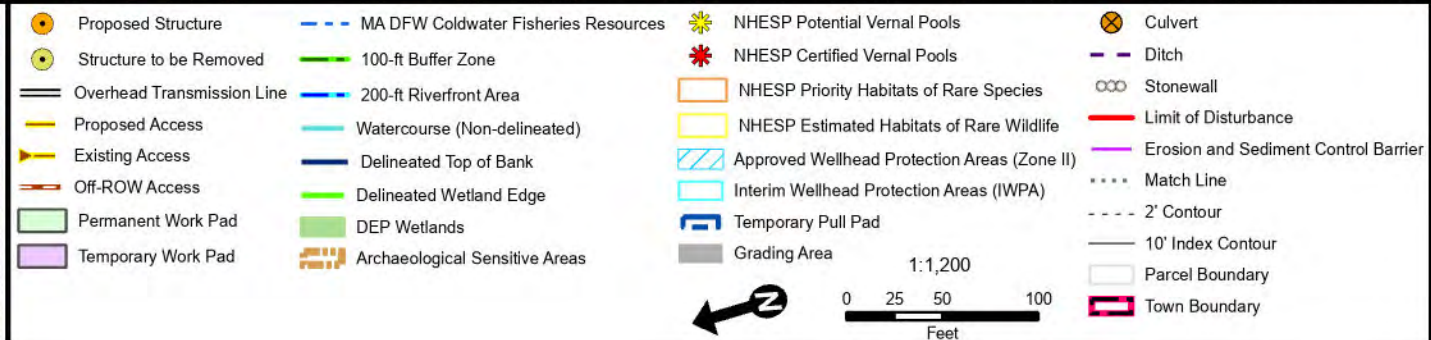 Proposed Structure
Structure to be Removed
Overhead Transmission Line
Proposed Access
Existing Access
Off-ROW Access
Permanent Work Pad
Temporary Work Pad
MA DFW Coldwater Fisheries Resources
100-ft Buffer Zone
200-ft Riverfront Area
Watercourse (Non-delineated)
Delineated Top of Bank
Delineated Wetland Edge
DEP Wetlands
Archaeological Sensitive Areas
NHESP Potential Vernal Pools
NHESP Certified Vernal Pools
NHESP Priority Habitats of Rare Species
NHESP Estimated Habitats of Rare Wildlife
Approved Wellhead Protection Areas (Zone II)
Interim Wellhead Protection Areas (IWPA)
Temporary Pull Pad
Grading Area
1:1,200
N
0 25 50 100
Feet
Culvert
Ditch
Stonewall
Limit of Disturbance
Erosion and Sediment Control Barrier
Match Line
2' Contour
10' Index Contour
Parcel Boundary
Town Boundary